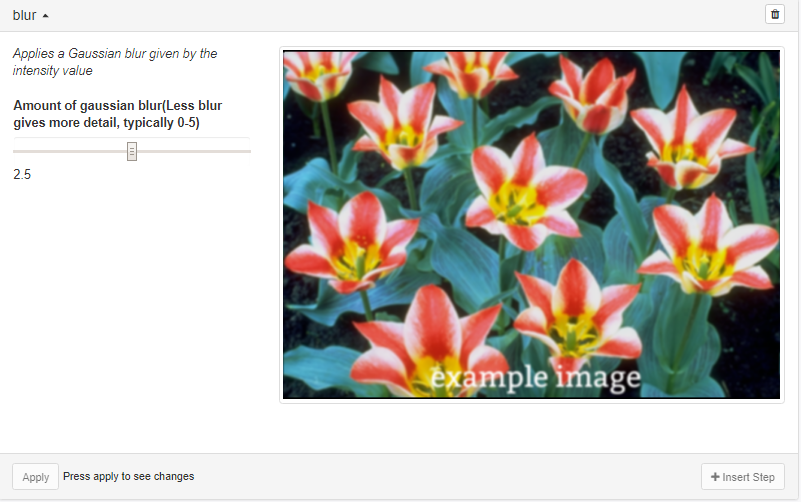 blur
Applies a Gaussian blur given by the
intensity value
Amount of gaussian blur(Less blur
gives more detail, typically 0-5)
2.5
example image
Apply
Press apply to see changes
Insert Step